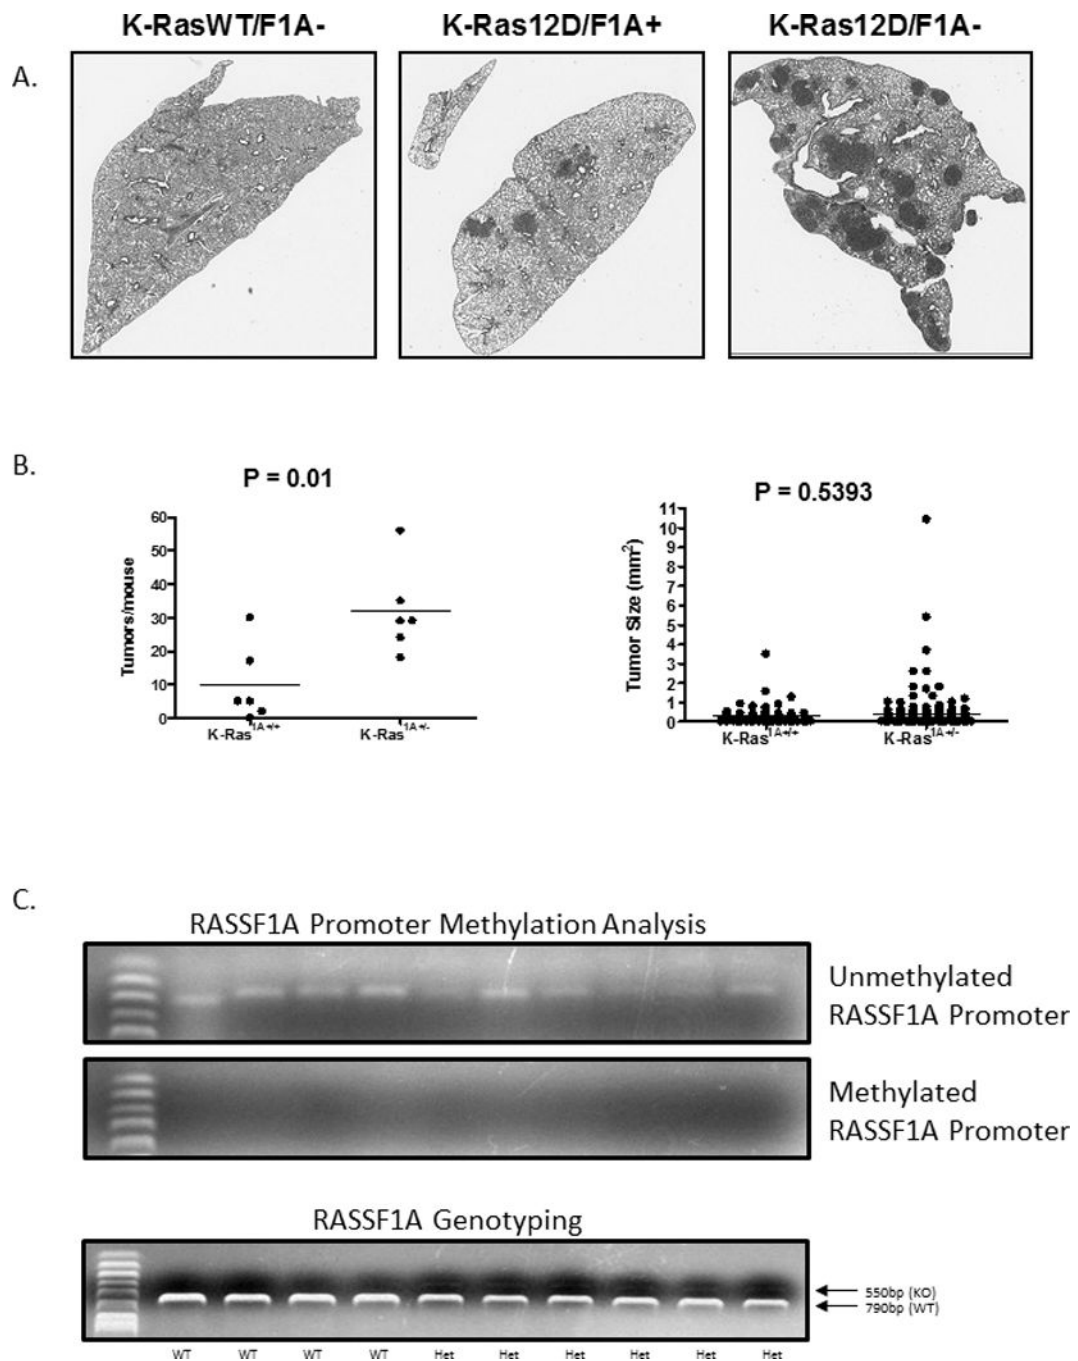 K-RasWT/F1A- K-Ras12D/F1A+ K-Ras12D/F1A-
A.
B.
P = 0.01
P = 0.5393
Tumors/mouse
60
50
40
30
20
10
0
K-Ras1A+/+ K-Ras1A+/-
Tumor Size (mm2)
11
10
9
8
7
6
5
4
3
2
1
0
K-Ras1A+/+ K-Ras1A+/-
C.
RASSF1A Promoter Methylation Analysis
Unmethylated
RASSF1A Promoter
Methylated
RASSF1A Promoter
RASSF1A Genotyping
550bp (KO)
790bp (WT)
WT WT WT WT Het Het Het Het Het Het